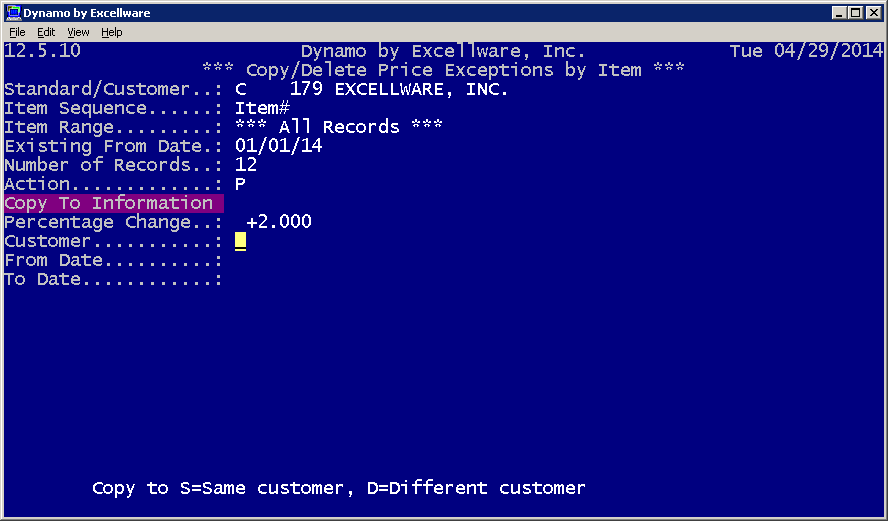 Dynamo by Excellware
File Edit View Help
12.5.10 Dynamo by Excellware, Inc. Tue 04/29/2014
*** Copy/Delete Price Exceptions by Item ***
Standard/Customer..: C 179 EXCELLWARE, INC.
Item Sequence......: Item#
Item Range.........: *** All Records ***
Existing From Date.: 01/01/14
Number of Records..: 12
Action.............: P
Copy To Information
Percentage Change..: +2.000
Customer...........:
From Date..........:
To Date............:
Copy to S=Same customer, D=Different customer